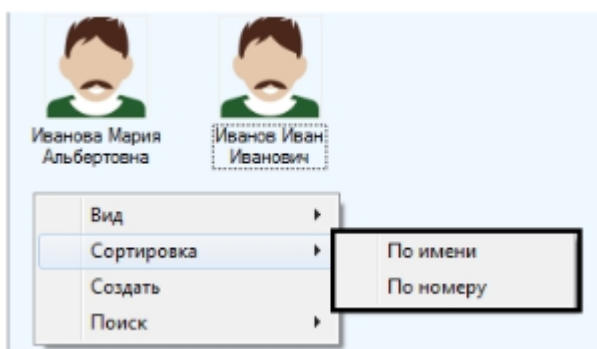 Иванова Мария
Альбертовна
Иванов Иван
Иванович
Вид
Сортировка
Создать
Поиск
По имени
По номеру